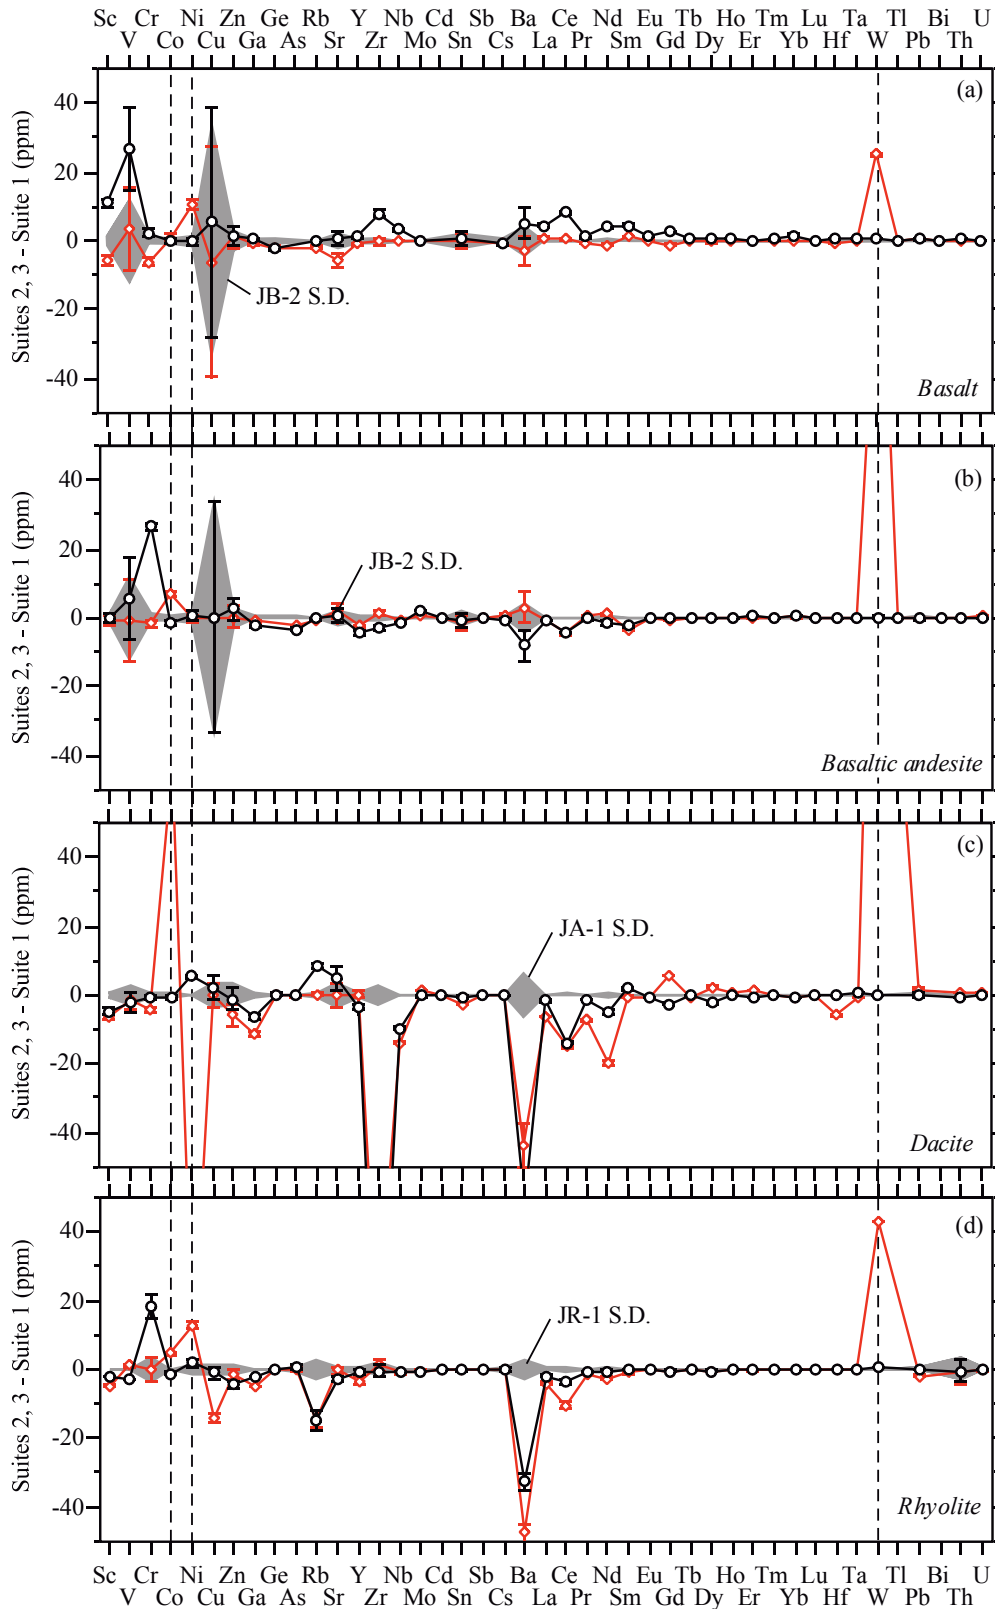 Sc Cr Ni Zn Ge Rb Y Nb Cd Sb Ba Ce Nd Eu Tb Ho Tm Lu Ta Tl Bi U
V Co Cu Ga As Sr Zr Mo Sn Cs La Pr Sm Gd Dy Er Yb Hf W Pb Th
Suites 2, 3 - Suite 1 (ppm)
40
20
0
-20
-40
(a)
JB-2 S.D.
Basalt
Suites 2, 3 - Suite 1 (ppm)
40
20
0
-20
-40
(b)
JB-2 S.D.
Basaltic andesite
Suites 2, 3 - Suite 1 (ppm)
40
20
0
-20
-40
(c)
JA-1 S.D.
Dacite
Suites 2, 3 - Suite 1 (ppm)
40
20
0
-20
-40
(d)
JR-1 S.D.
Rhyolite
Sc Cr Ni Zn Ge Rb Y Nb Cd Sb Ba Ce Nd Eu Tb Ho Tm Lu Ta Tl Bi U
V Co Cu Ga As Sr Zr Mo Sn Cs La Pr Sm Gd Dy Er Yb Hf W Pb Th